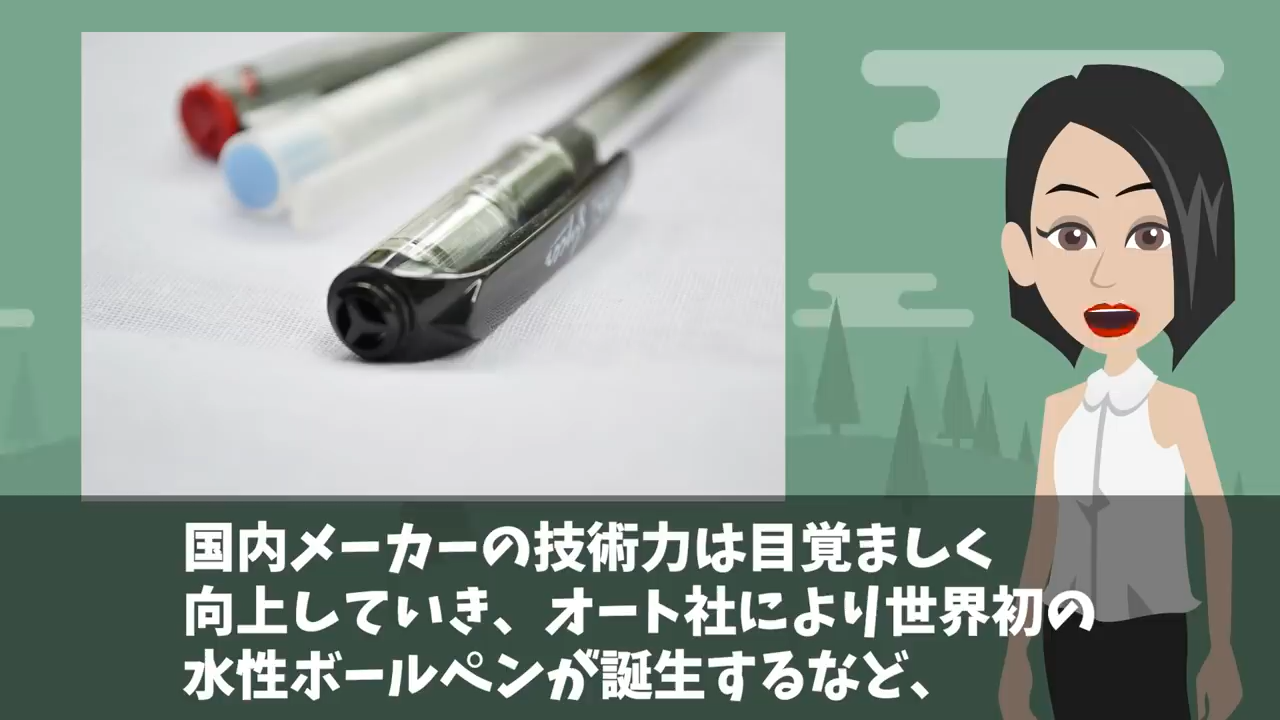 国内メーカーの技術力は目覚ましく
向上していき、オート社により世界初の
水性ボールペンが誕生するなど、